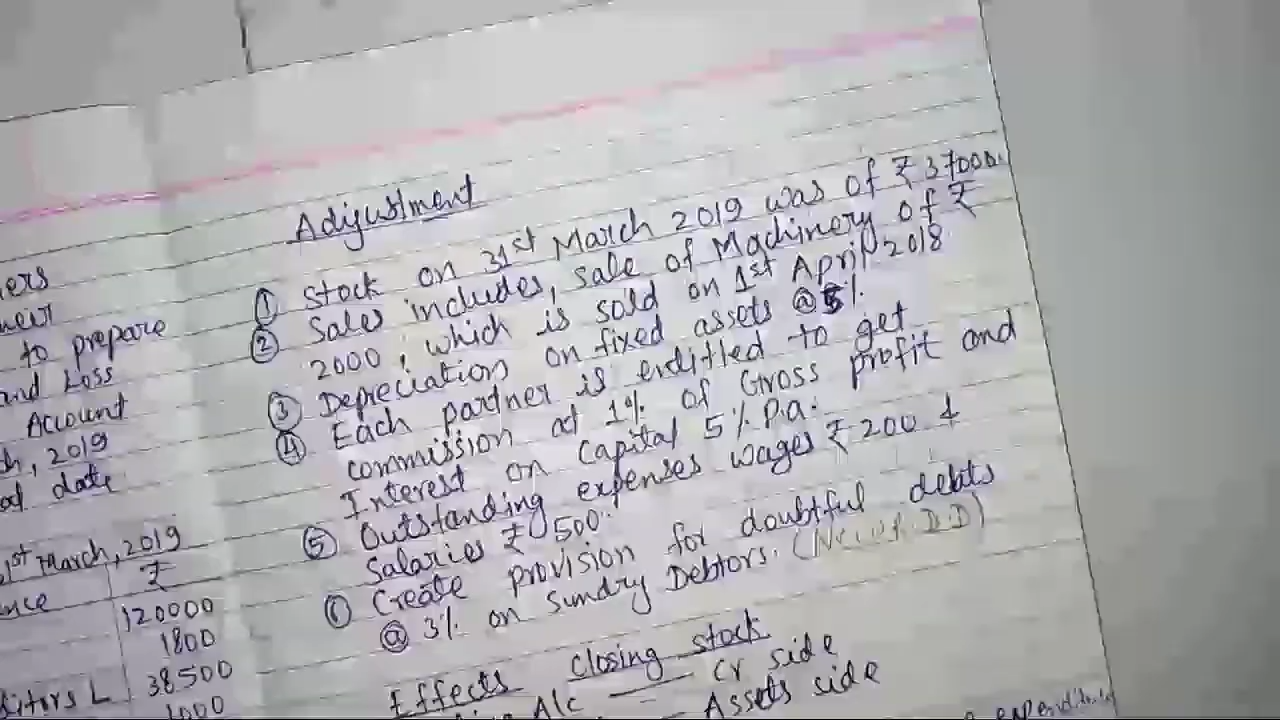 Adjustment
① Stock on 31st March 2019 was of ₹ 37000.
② Sales includes, sale of Machinery of ₹
2000, which is sold on 1st April 2018
③ Depreciation on fixed assets @ 5%.
④ Each partner is entitled to get
commission at 1% of Gross profit and
Interest on capital 5% p.a.
⑤ Outstanding expenses wages ₹ 200 &
salaries ₹ 500.
⑥ Create provision for doubtful debts
@ 3% on Sundry Debtors.
Effects Closing stock
A/c — Cr side
Assets side
to prepare
and Loss
Account
2019
date
1st March, 2019
₹
120000
1800
38500
1000